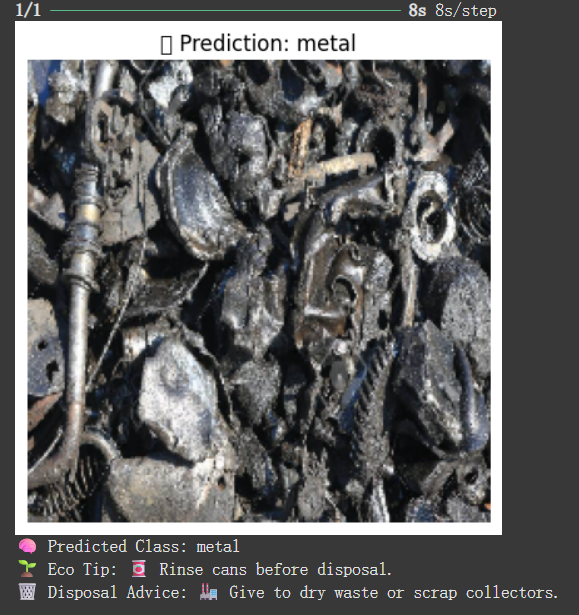 1/1 ━━━━━━━━━━━━━━━━━━━━ 8s 8s/step
▯ Prediction: metal
🧠 Predicted Class: metal
🌱 Eco Tip: 🥫 Rinse cans before disposal.
🗑️ Disposal Advice: 🏭 Give to dry waste or scrap collectors.